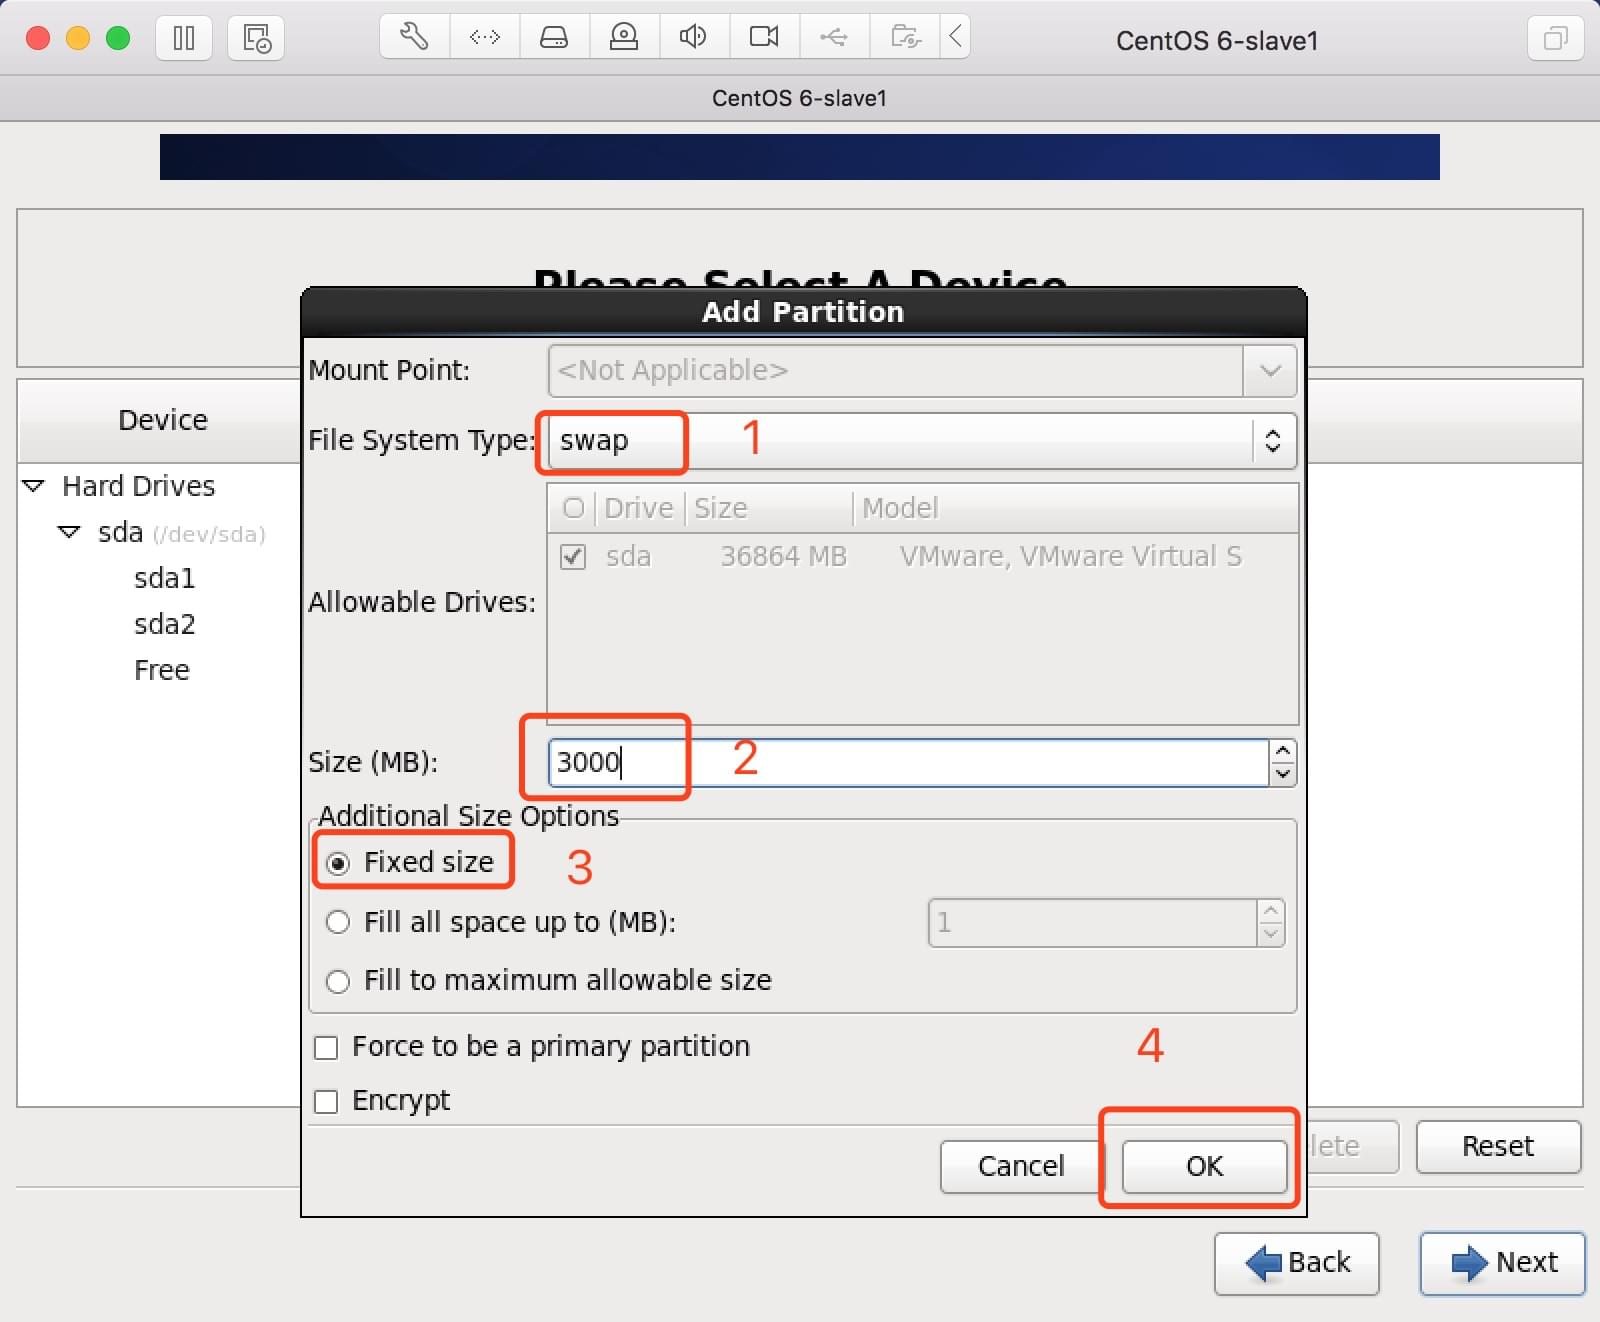 CentOS 6-slave1
CentOS 6-slave1
Please Select A Device
Add Partition
Mount Point: <Not Applicable>
Device
File System Type: swap 1
Hard Drives
Drive Size Model
sda (/dev/sda)
sda 36864 MB VMware, VMware Virtual S
sda1
Allowable Drives:
sda2
Free
Size (MB): 3000 2
Additional Size Options
Fixed size 3
Fill all space up to (MB): 1
Fill to maximum allowable size
Force to be a primary partition 4
Encrypt
Cancel OK lete Reset
Back Next